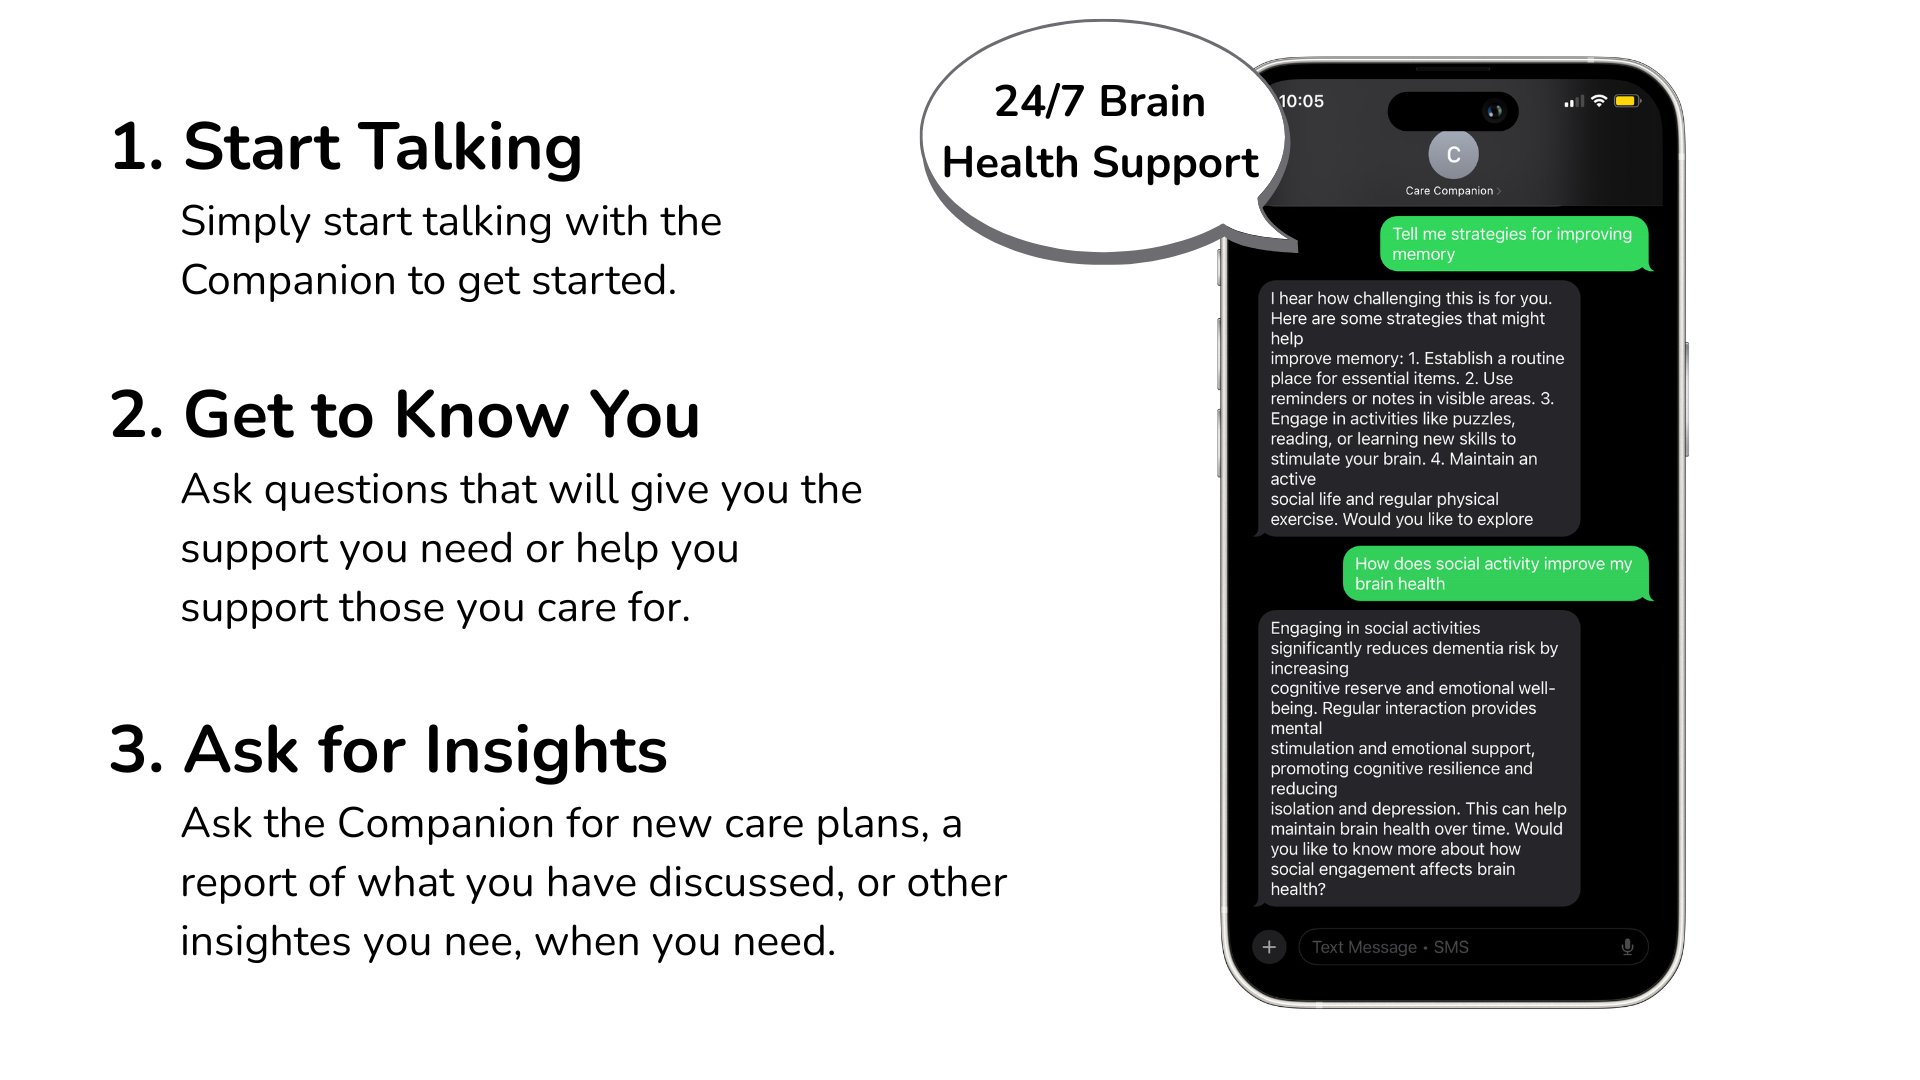 1. Start Talking
Simply start talking with the
Companion to get started.
2. Get to Know You
Ask questions that will give you the
support you need or help you
support those you care for.
3. Ask for Insights
Ask the Companion for new care plans, a
report of what you have discussed, or other
insightes you nee, when you need.
24/7 Brain
Health Support
10:05
C
Care Companion
Tell me strategies for improving
memory
I hear how challenging this is for you.
Here are some strategies that might
help
improve memory: 1. Establish a routine
place for essential items. 2. Use
reminders or notes in visible areas. 3.
Engage in activities like puzzles,
reading, or learning new skills to
stimulate your brain. 4. Maintain an
active
social life and regular physical
exercise. Would you like to explore
How does social activity improve my
brain health
Engaging in social activities
significantly reduces dementia risk by
increasing
cognitive reserve and emotional well-
being. Regular interaction provides
mental
stimulation and emotional support,
promoting cognitive resilience and
reducing
isolation and depression. This can help
maintain brain health over time. Would
you like to know more about how
social engagement affects brain
health?
Text Message • SMS